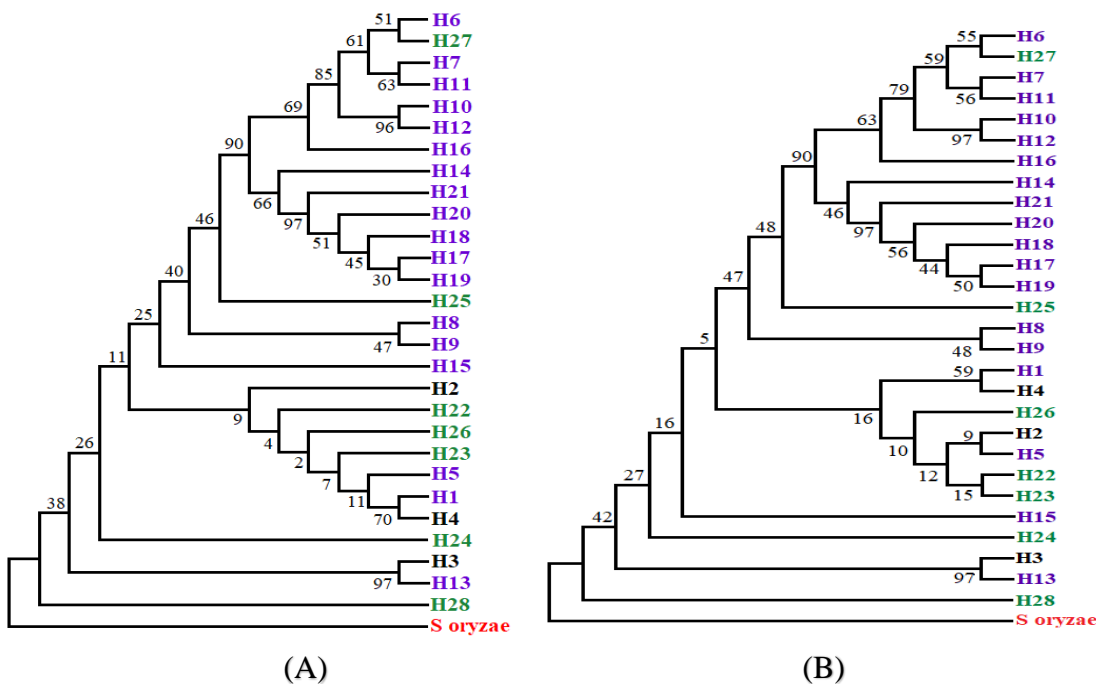 51 H6
H27
61
H7
63 H11
85
H10
96 H12
69
H16
90
H14
66
H21
97
H20
51
H18
45
H17
30 H19
46
H25
40
H8
47 H9
25
H15
11
H2
9
H22
4
H26
2
H23
7
H5
11
H1
70 H4
26
H24
38
H3
97 H13
H28
S oryzae
(A)
55 H6
H27
59
H7
56 H11
79
H10
97 H12
63
H16
90
H14
46
H21
97
H20
56
H18
44
H17
50 H19
48
H25
47
H8
48 H9
5
59 H1
H4
16
H26
10
9 H2
H5
12
H22
15 H23
16
H15
27
H24
42
H3
97 H13
H28
S oryzae
(B)